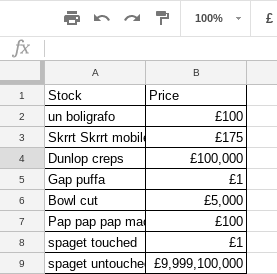 100% £
fx
A B
1 Stock Price
2 un boligrafo £100
3 Skrrt Skrrt mobile £175
4 Dunlop creps £100,000
5 Gap puffa £1
6 Bowl cut £5,000
7 Pap pap pap mac £100
8 spaget touched £1
9 spaget untouche £9,999,100,000